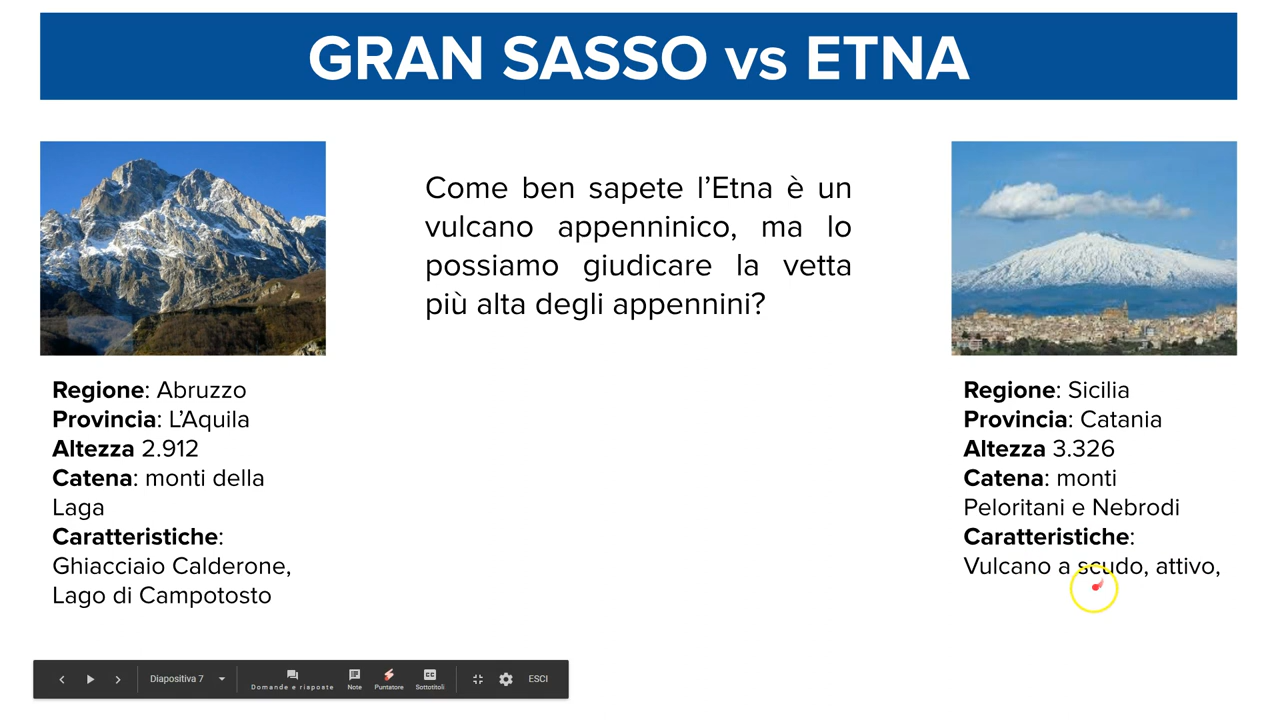 GRAN SASSO vs ETNA
Come ben sapete l’Etna è un
vulcano appenninico, ma lo
possiamo giudicare la vetta
più alta degli appennini?
Regione: Abruzzo
Provincia: L’Aquila
Altezza 2.912
Catena: monti della
Laga
Caratteristiche:
Ghiacciaio Calderone,
Lago di Campotosto
Regione: Sicilia
Provincia: Catania
Altezza 3.326
Catena: monti
Peloritani e Nebrodi
Caratteristiche:
Vulcano a scudo, attivo,
Diapositiva 7
Domande e risposte
Note
Puntatore
Sottotitoli
ESCI